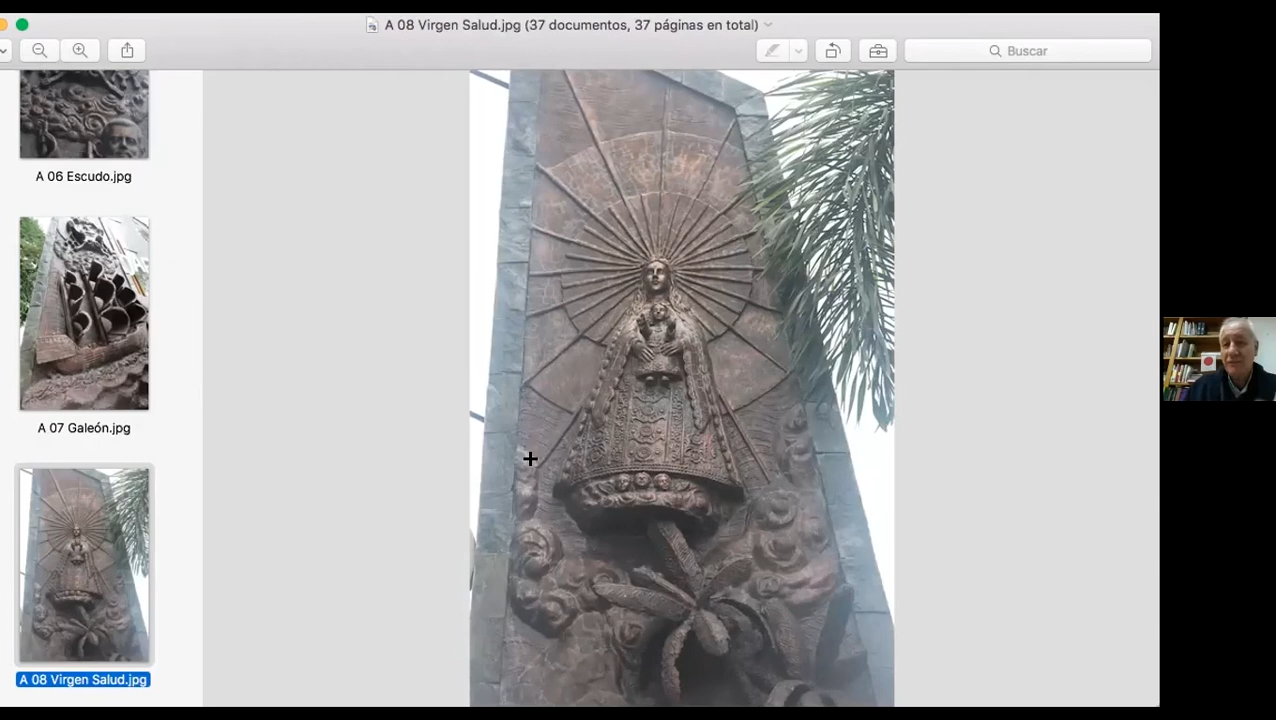 A 08 Virgen Salud.jpg (37 documentos, 37 páginas en total)
Buscar
A 06 Escudo.jpg
A 07 Galeón.jpg
A 08 Virgen Salud.jpg